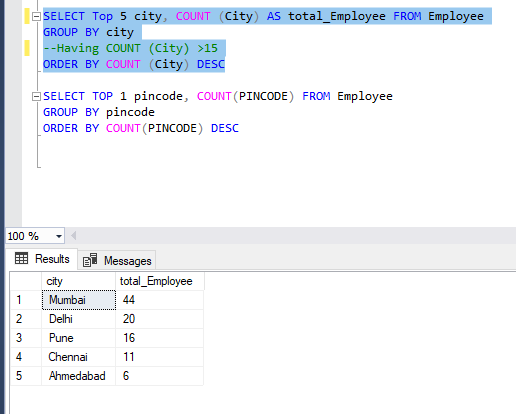 SELECT Top 5 city, COUNT (City) AS total_Employee FROM Employee
GROUP BY city
--Having COUNT (City) >15
ORDER BY COUNT (City) DESC
SELECT TOP 1 pincode, COUNT(PINCODE) FROM Employee
GROUP BY pincode
ORDER BY COUNT(PINCODE) DESC
100 %
Results Messages
city total_Employee
1 Mumbai 44
2 Delhi 20
3 Pune 16
4 Chennai 11
5 Ahmedabad 6